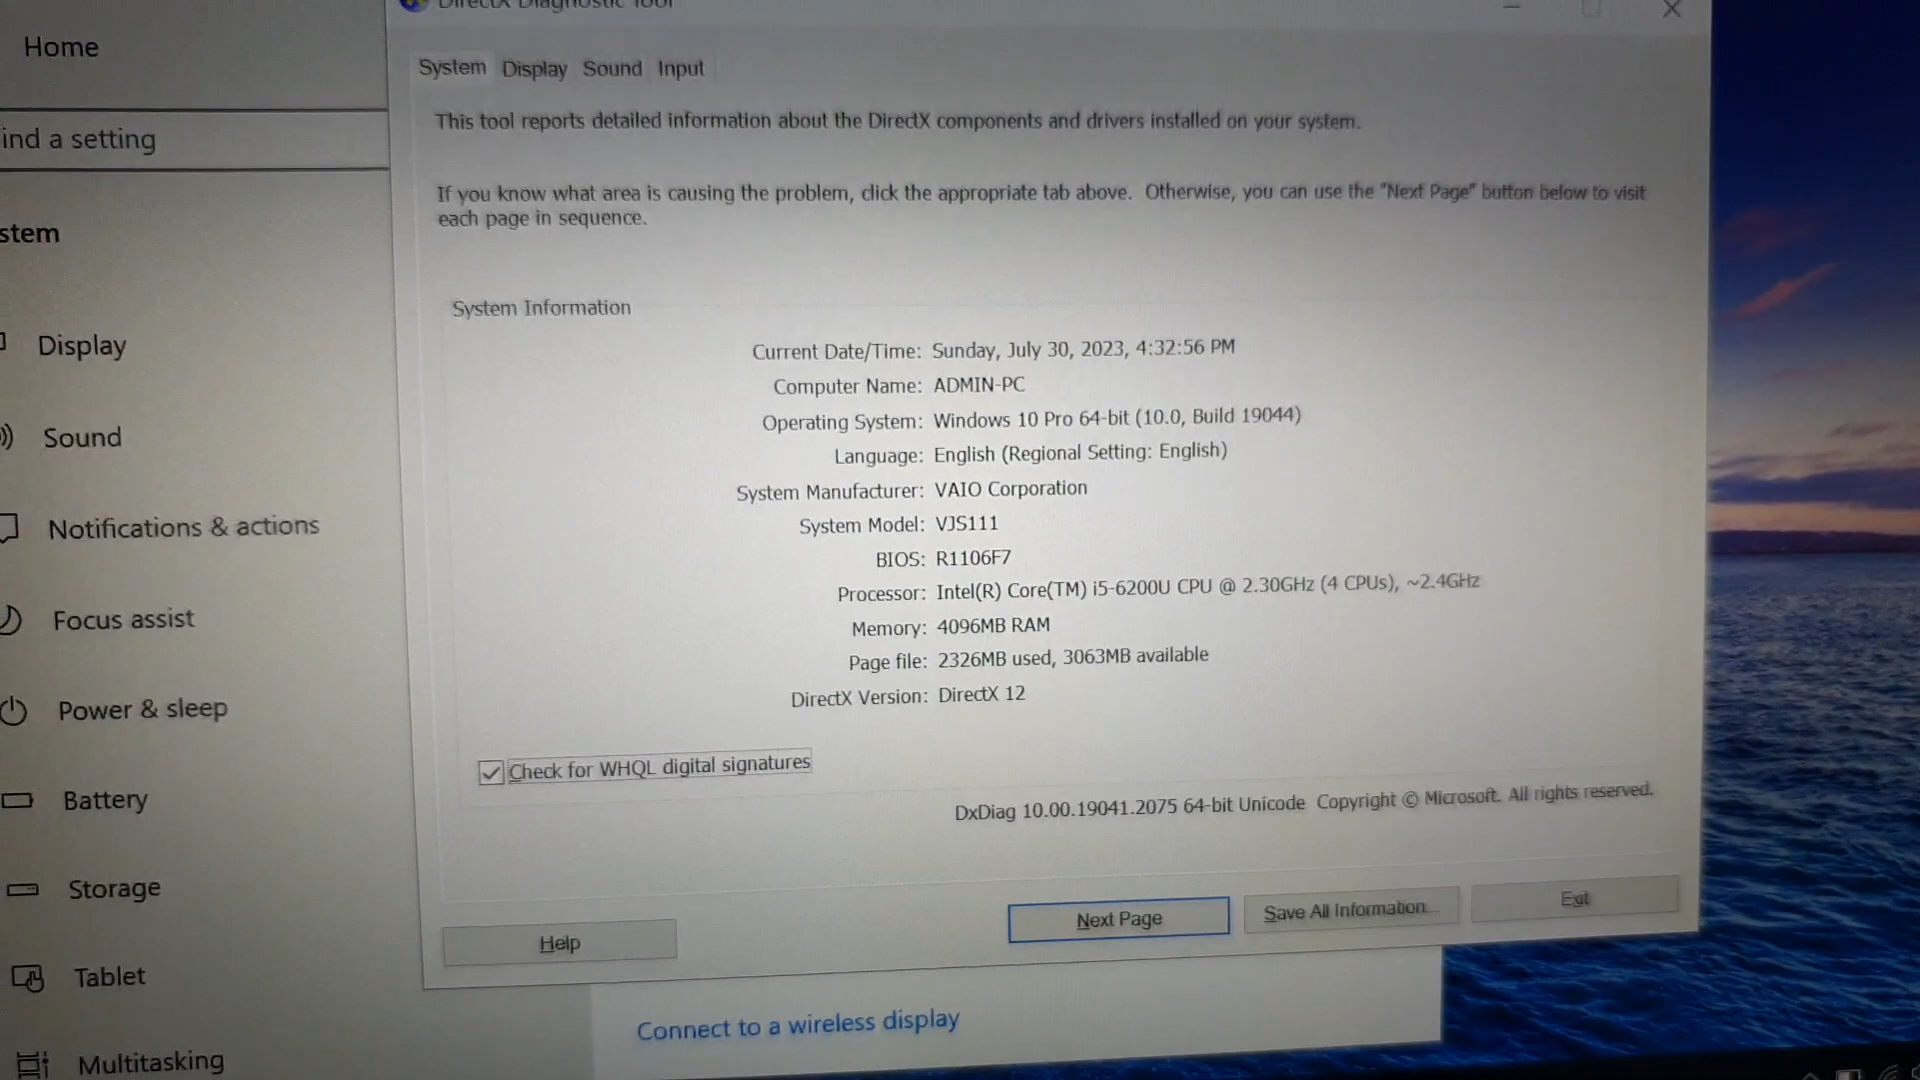 DirectX Diagnostic Tool
Home
ind a setting
stem
Display
Sound
Notifications & actions
Focus assist
Power & sleep
Battery
Storage
Tablet
Multitasking
System Display Sound Input
This tool reports detailed information about the DirectX components and drivers installed on your system.
If you know what area is causing the problem, click the appropriate tab above. Otherwise, you can use the "Next Page" button below to visit
each page in sequence.
System Information
Current Date/Time: Sunday, July 30, 2023, 4:32:56 PM
Computer Name: ADMIN-PC
Operating System: Windows 10 Pro 64-bit (10.0, Build 19044)
Language: English (Regional Setting: English)
System Manufacturer: VAIO Corporation
System Model: VJS111
BIOS: R1106F7
Processor: Intel(R) Core(TM) i5-6200U CPU @ 2.30GHz (4 CPUs), ~2.4GHz
Memory: 4096MB RAM
Page file: 2326MB used, 3063MB available
DirectX Version: DirectX 12
Check for WHQL digital signatures
DxDiag 10.00.19041.2075 64-bit Unicode Copyright © Microsoft. All rights reserved.
Help
Next Page
Save All Information...
Exit
Connect to a wireless display